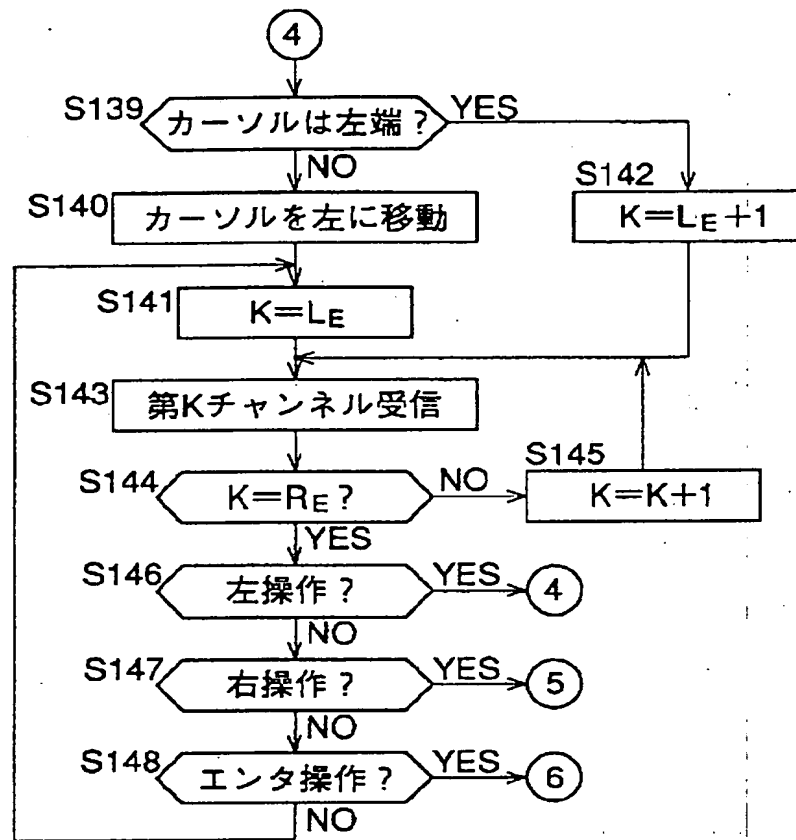 4
S139
カーソルは左端？
YES
NO
S140
カーソルを左に移動
S142
K=LE+1
S141
K=LE
S143
第Kチャンネル受信
S144
K=RE？
NO
S145
K=K+1
YES
S146
左操作？
YES
4
NO
S147
右操作？
YES
5
NO
S148
エンタ操作？
YES
6
NO